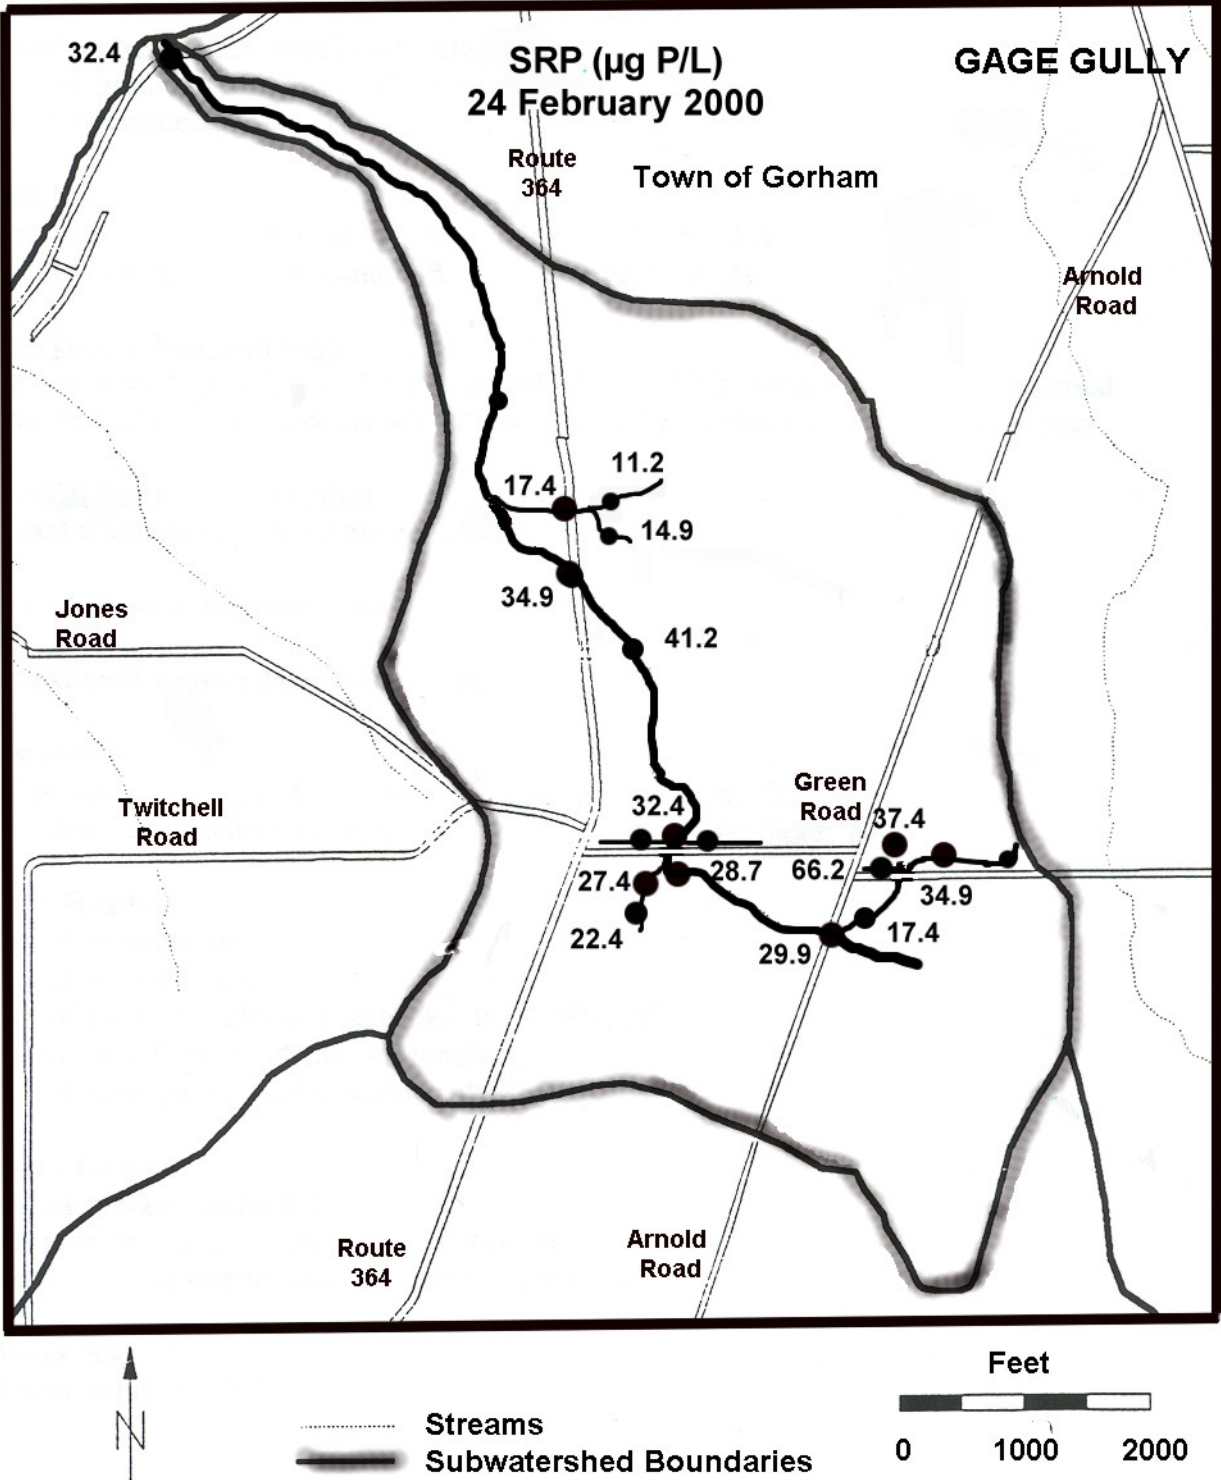 32.4
SRP (µg P/L)
24 February 2000
GAGE GULLY
Route
364
Town of Gorham
Arnold
Road
11.2
17.4
14.9
34.9
41.2
Jones
Road
Twitchell
Road
Green
Road
32.4
37.4
27.4
28.7
66.2
34.9
22.4
17.4
29.9
Route
364
Arnold
Road
N
Feet
0 1000 2000
Streams
Subwatershed Boundaries